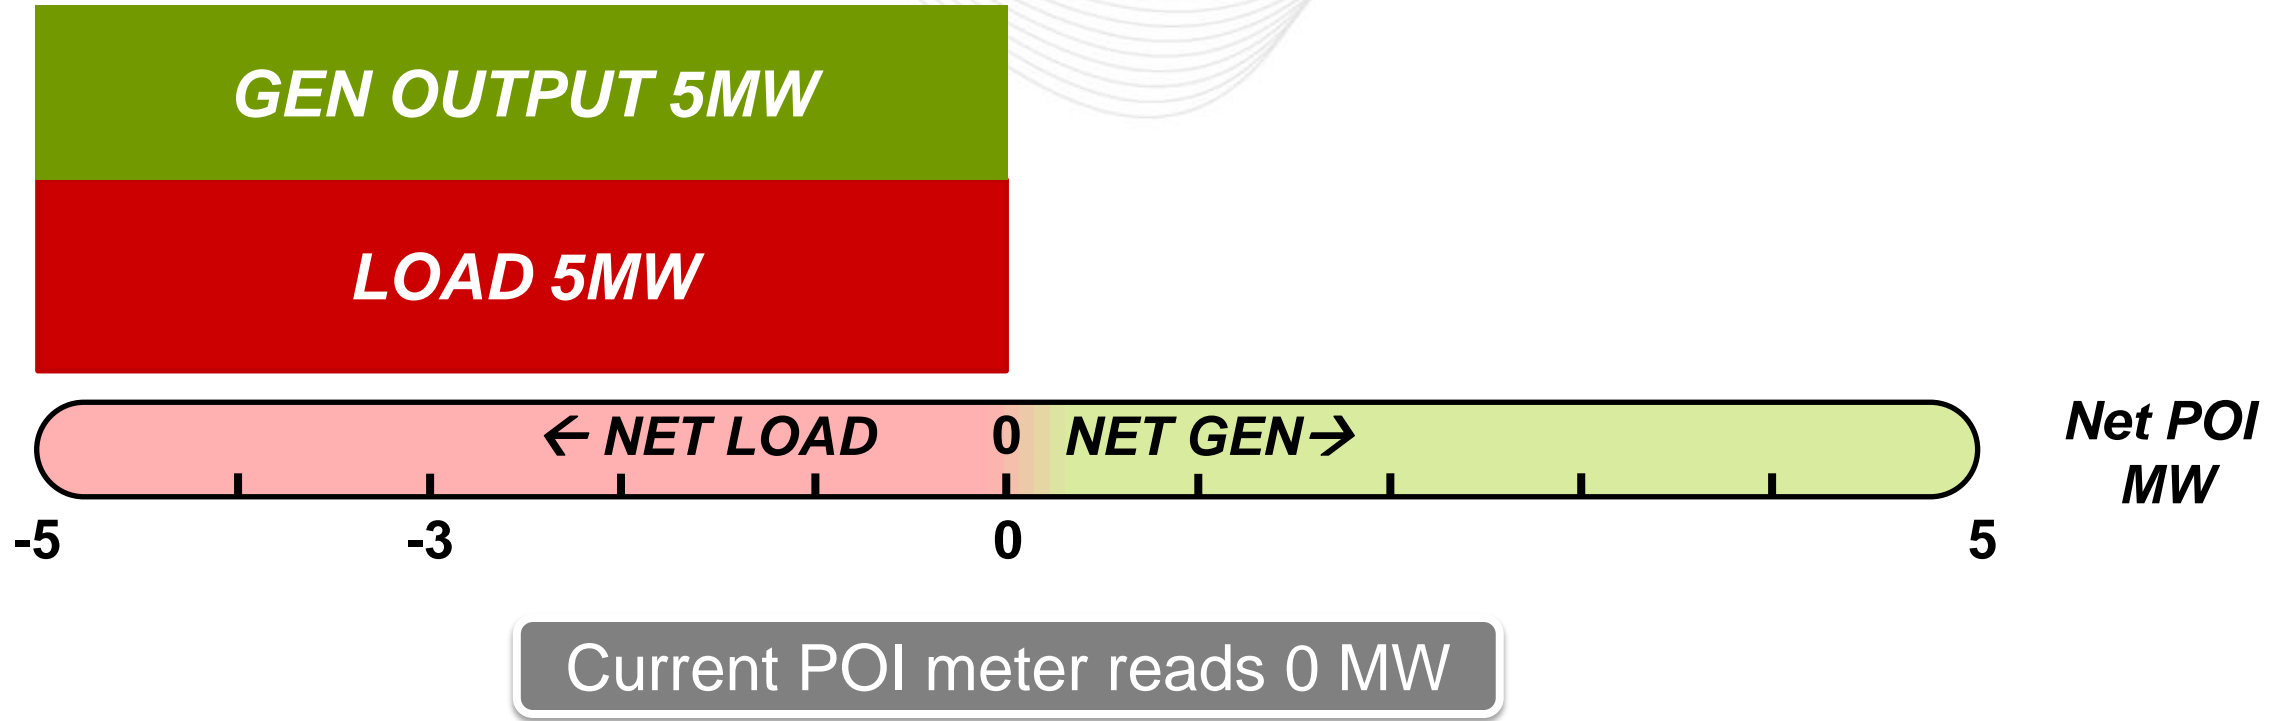 GEN OUTPUT 5MW
LOAD 5MW
← NET LOAD 0 NET GEN→
Net POI
MW
-5 -3 0 5
Current POI meter reads 0 MW